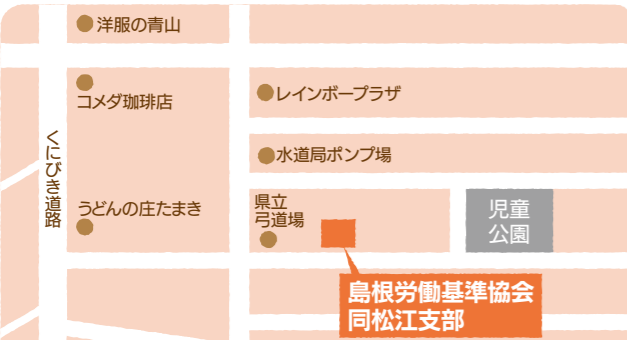 洋服の青山
コメダ珈琲店
レインボープラザ
水道局ポンプ場
くにびき道路
うどんの庄たまき
県立
弓道場
児童
公園
島根労働基準協会
同松江支部